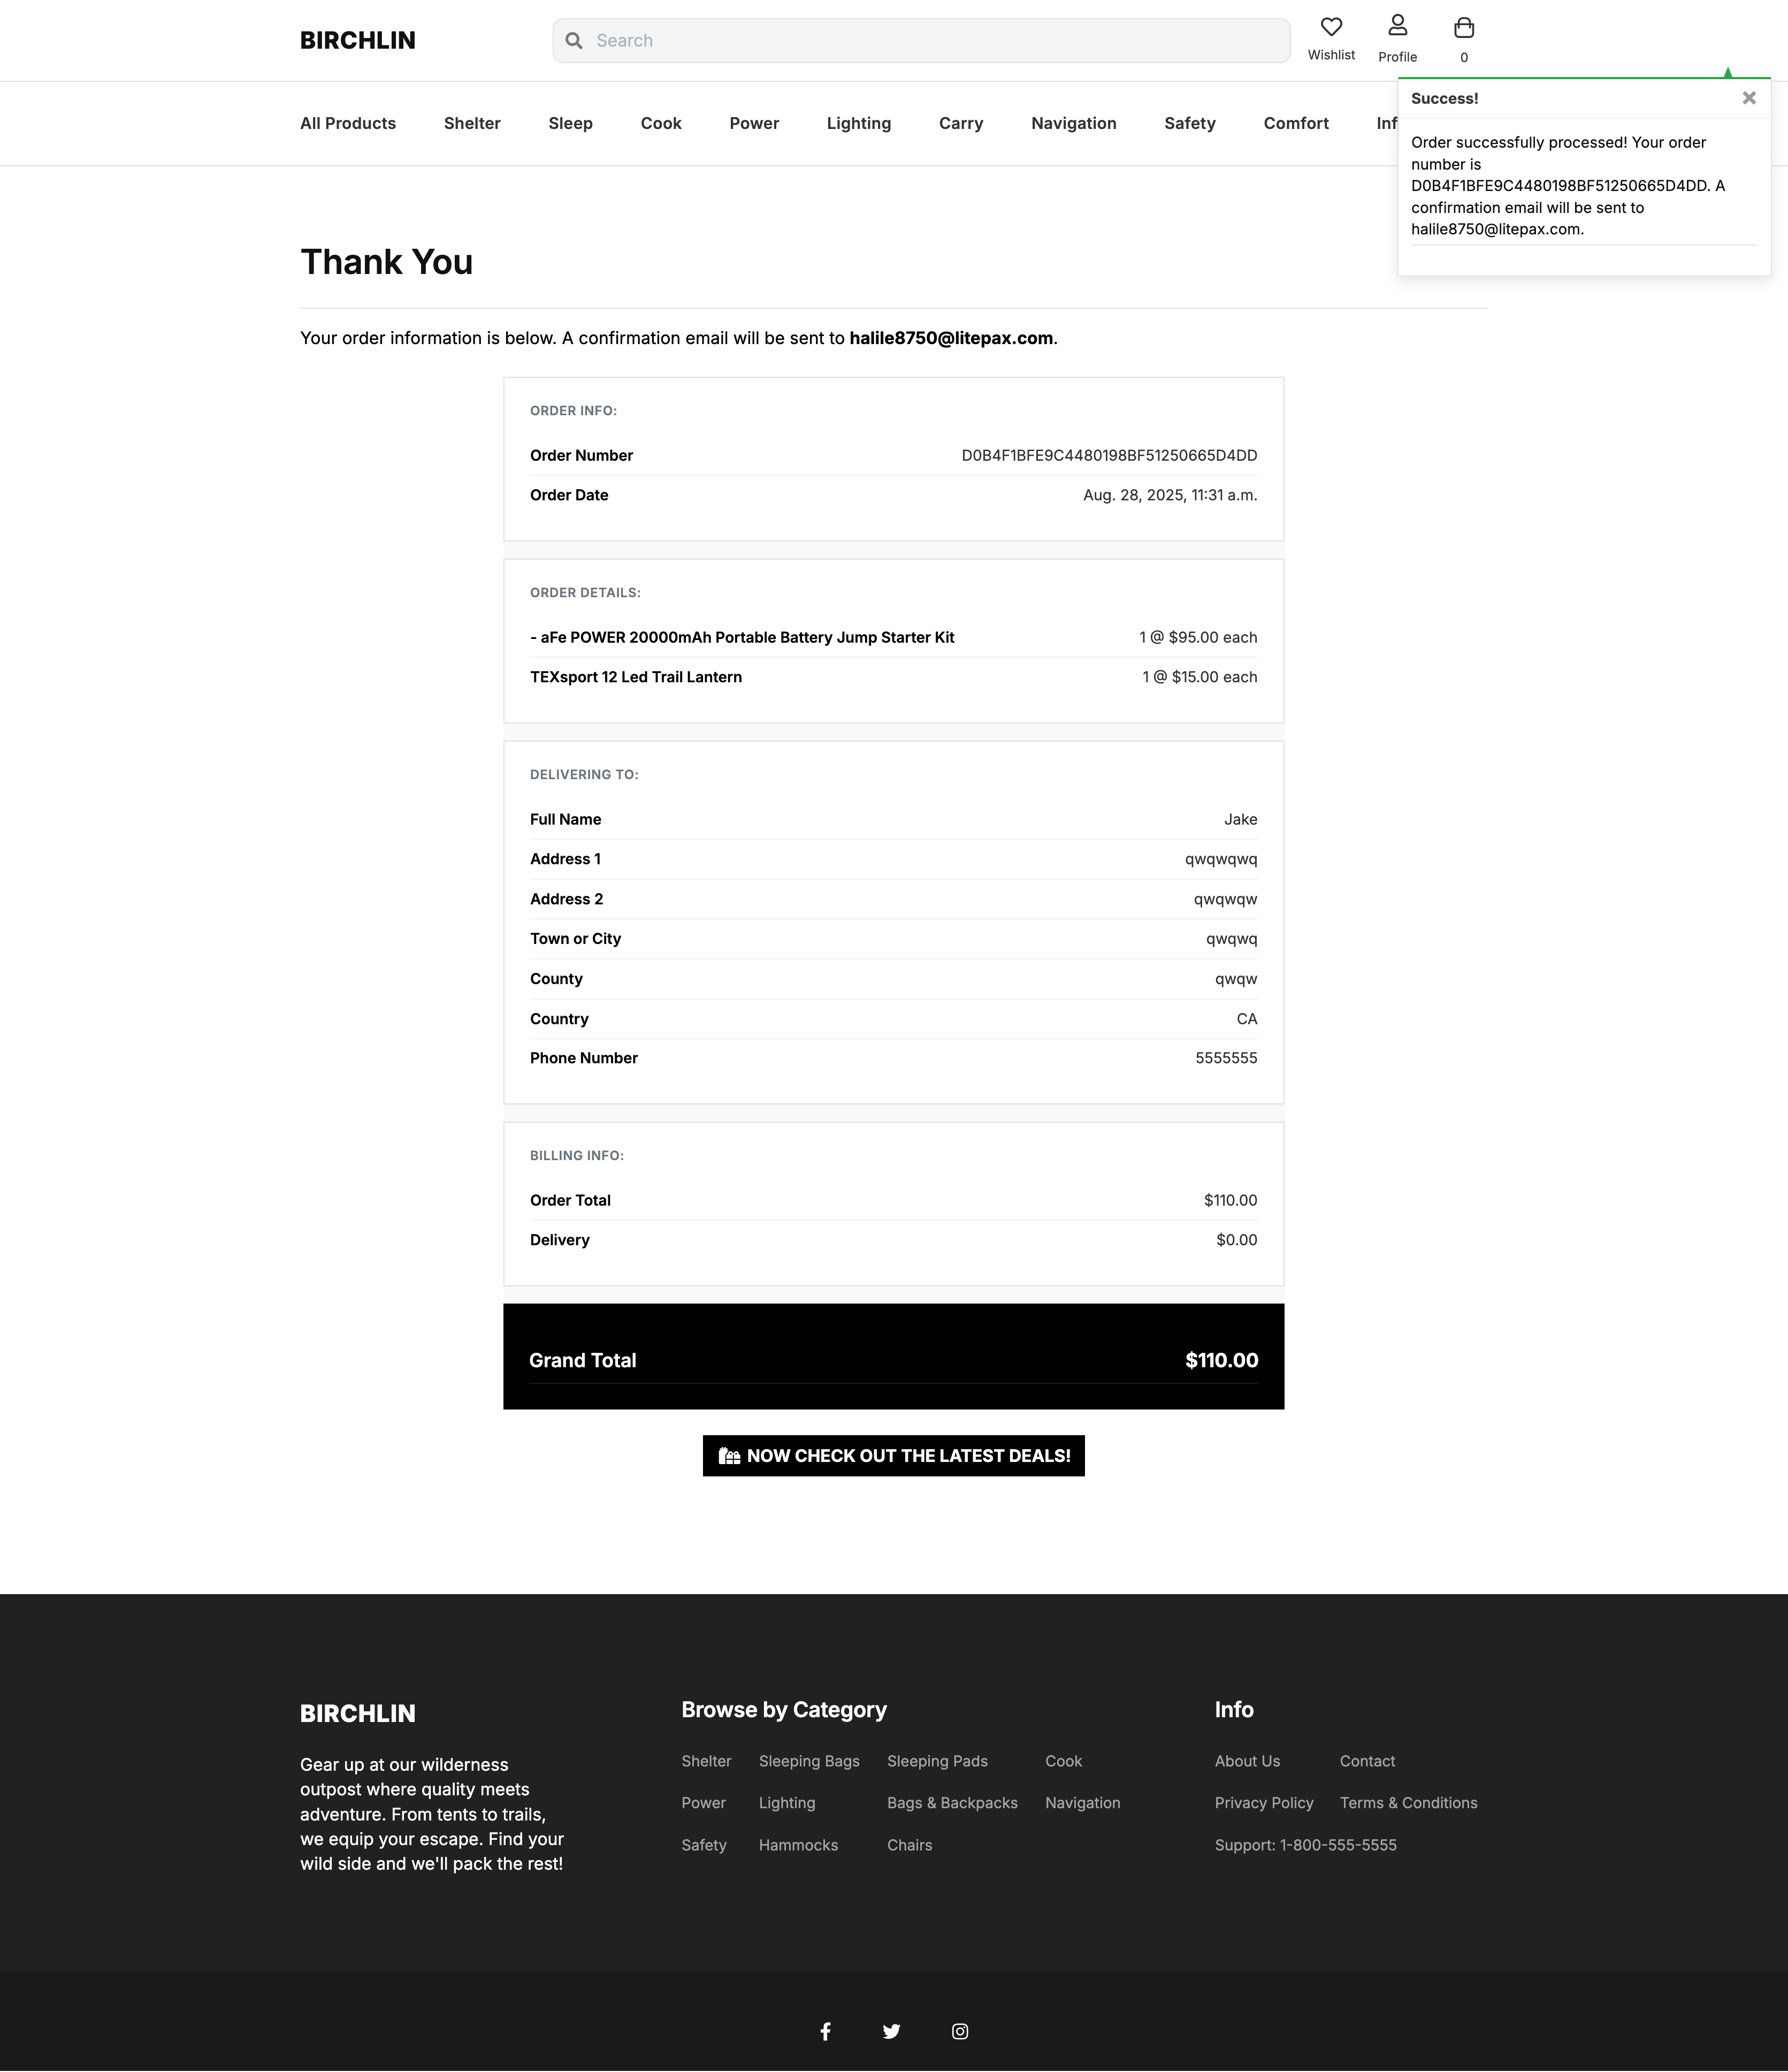 BIRCHLIN
Search
Wishlist
Profile
0
All Products
Shelter
Sleep
Cook
Power
Lighting
Carry
Navigation
Safety
Comfort
Inf
Success!
Order successfully processed! Your order
number is
D0B4F1BFE9C4480198BF51250665D4DD. A
confirmation email will be sent to
halile8750@litepax.com.
Thank You
Your order information is below. A confirmation email will be sent to halile8750@litepax.com.
ORDER INFO:
Order Number D0B4F1BFE9C4480198BF51250665D4DD
Order Date Aug. 28, 2025, 11:31 a.m.
ORDER DETAILS:
- aFe POWER 20000mAh Portable Battery Jump Starter Kit 1 @ $95.00 each
TEXsport 12 Led Trail Lantern 1 @ $15.00 each
DELIVERING TO:
Full Name Jake
Address 1 qwqwqwq
Address 2 qwqwqw
Town or City qwqwq
County qwqw
Country CA
Phone Number 5555555
BILLING INFO:
Order Total $110.00
Delivery $0.00
Grand Total $110.00
NOW CHECK OUT THE LATEST DEALS!
BIRCHLIN
Gear up at our wilderness
outpost where quality meets
adventure. From tents to trails,
we equip your escape. Find your
wild side and we'll pack the rest!
Browse by Category
Shelter Sleeping Bags Sleeping Pads Cook
Power Lighting Bags & Backpacks Navigation
Safety Hammocks Chairs
Info
About Us Contact
Privacy Policy Terms & Conditions
Support: 1-800-555-5555